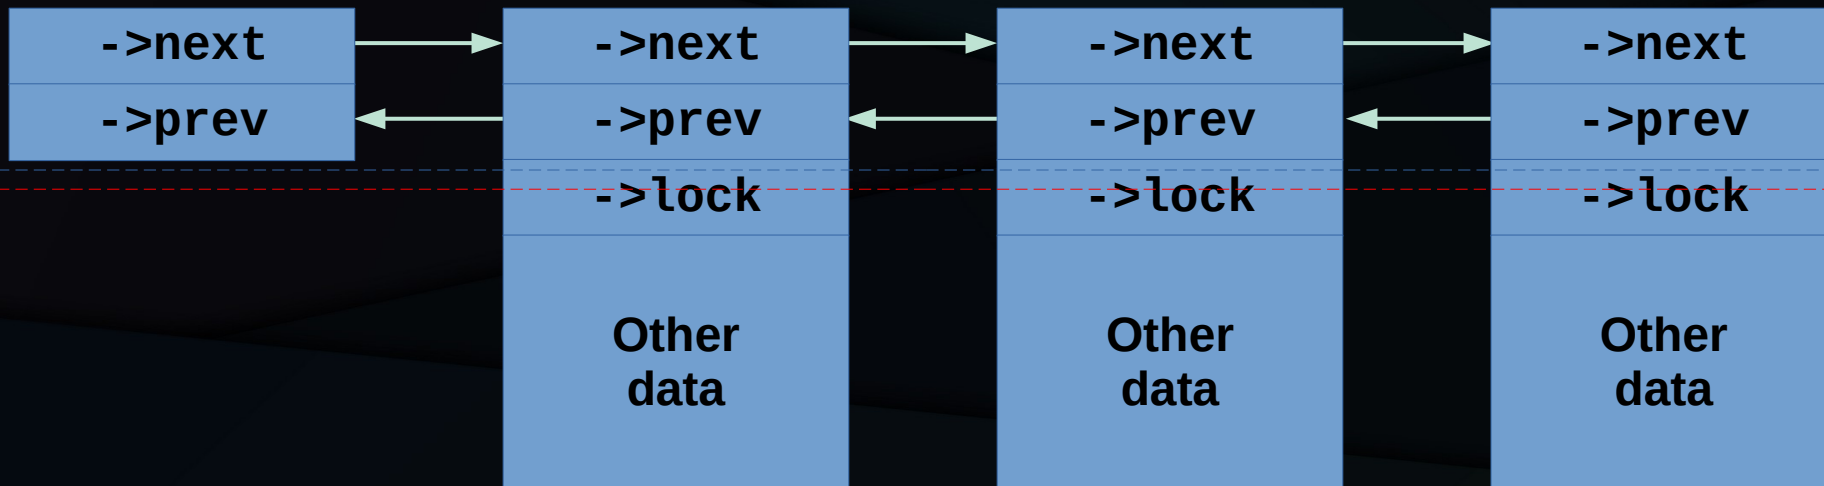 ->next
->prev
->next
->prev
->lock
Other
data
->next
->prev
->lock
Other
data
->next
->prev
->lock
Other
data